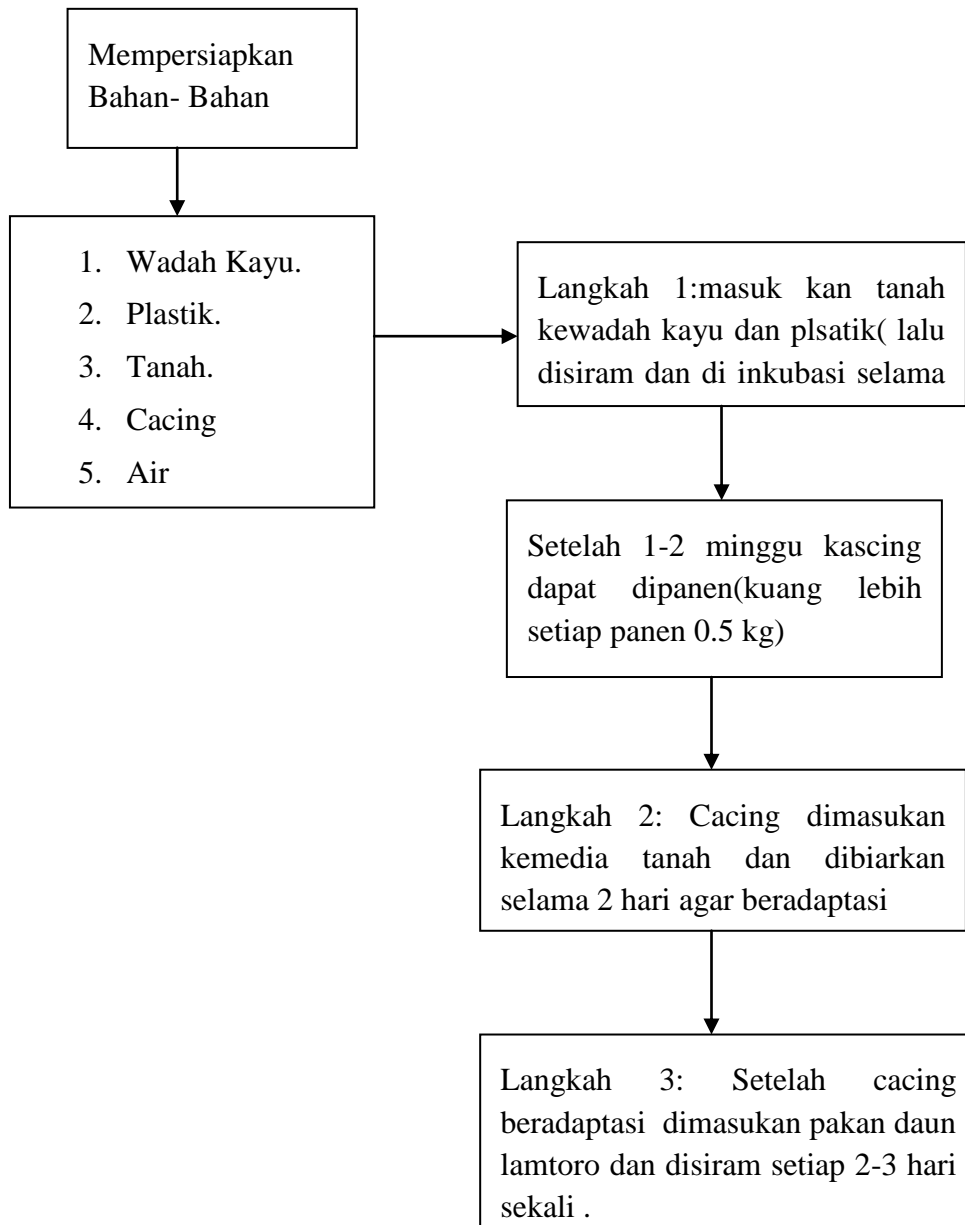 Mempersiapkan
Bahan- Bahan
1. Wadah Kayu.
2. Plastik.
3. Tanah.
4. Cacing
5. Air
Langkah 1:masuk kan tanah
kewadah kayu dan plsatik( lalu
disiram dan di inkubasi selama
Setelah 1-2 minggu kascing
dapat dipanen(kuang lebih
setiap panen 0.5 kg)
Langkah 2: Cacing dimasukan
kemedia tanah dan dibiarkan
selama 2 hari agar beradaptasi
Langkah 3: Setelah cacing
beradaptasi dimasukan pakan daun
lamtoro dan disiram setiap 2-3 hari
sekali .